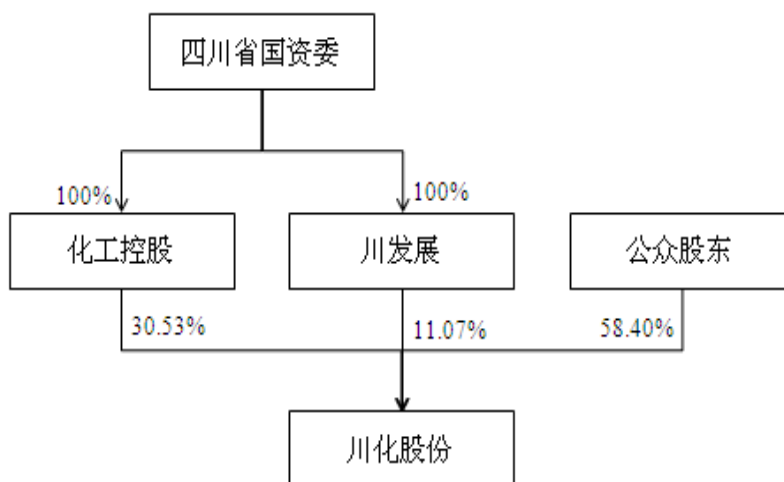 四川省国资委
100%
100%
化工控股
川发展
公众股东
30.53%
11.07%
58.40%
川化股份